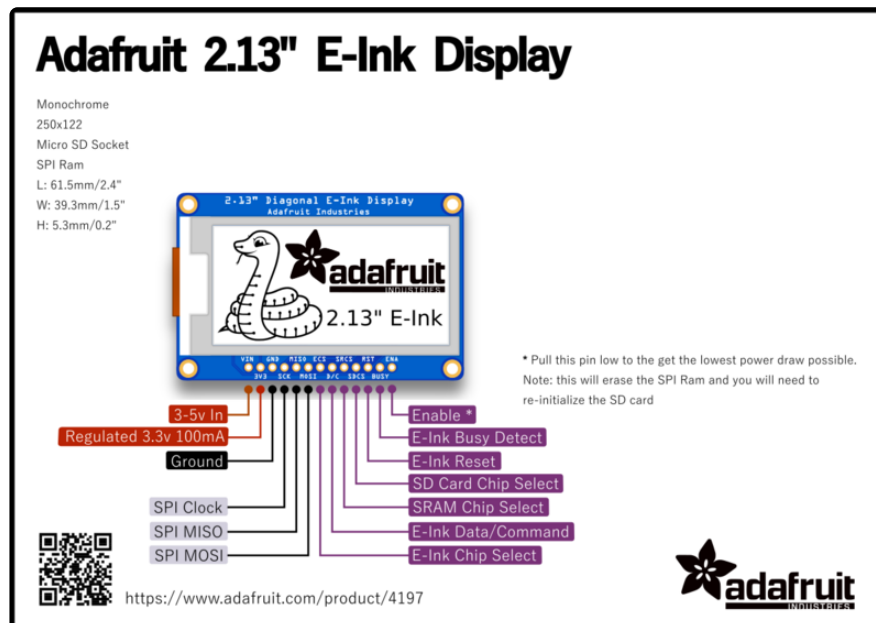 Adafruit 2.13" E-Ink Display
Monochrome
250x122
Micro SD Socket
SPI Ram
L: 61.5mm/2.4"
W: 39.3mm/1.5"
H: 5.3mm/0.2"
2.13" Diagonal E-Ink Display
Adafruit Industries
adafruit
INDUSTRIES
2.13" E-Ink
VIN GND MISO ECS SMCS RST ENA
3V3 SCK MOSI D/C SDCS BUSY
* Pull this pin low to the get the lowest power draw possible.
Note: this will erase the SPI Ram and you will need to
re-initialize the SD card
3-5v In
Regulated 3.3v 100mA
Ground
SPI Clock
SPI MISO
SPI MOSI
Enable *
E-Ink Busy Detect
E-Ink Reset
SD Card Chip Select
SRAM Chip Select
E-Ink Data/Command
E-Ink Chip Select
https://www.adafruit.com/product/4197
adafruit
INDUSTRIES